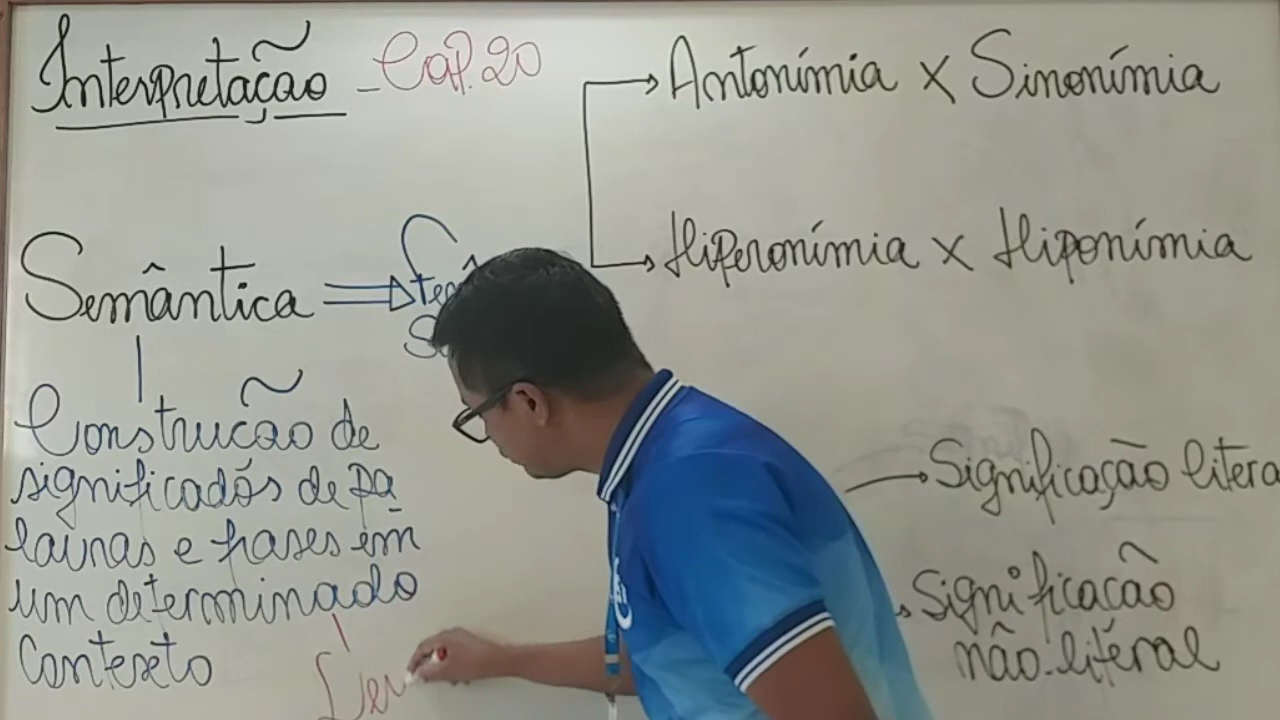 Interpretação - Cap. 20
Antonímia x Sinonímia
Hiperonímia x Hiponímia
Semântica
Construção de
significados de pa
lavras e frases em
um determinado
contexto
Significação litera
Significação
não-literal